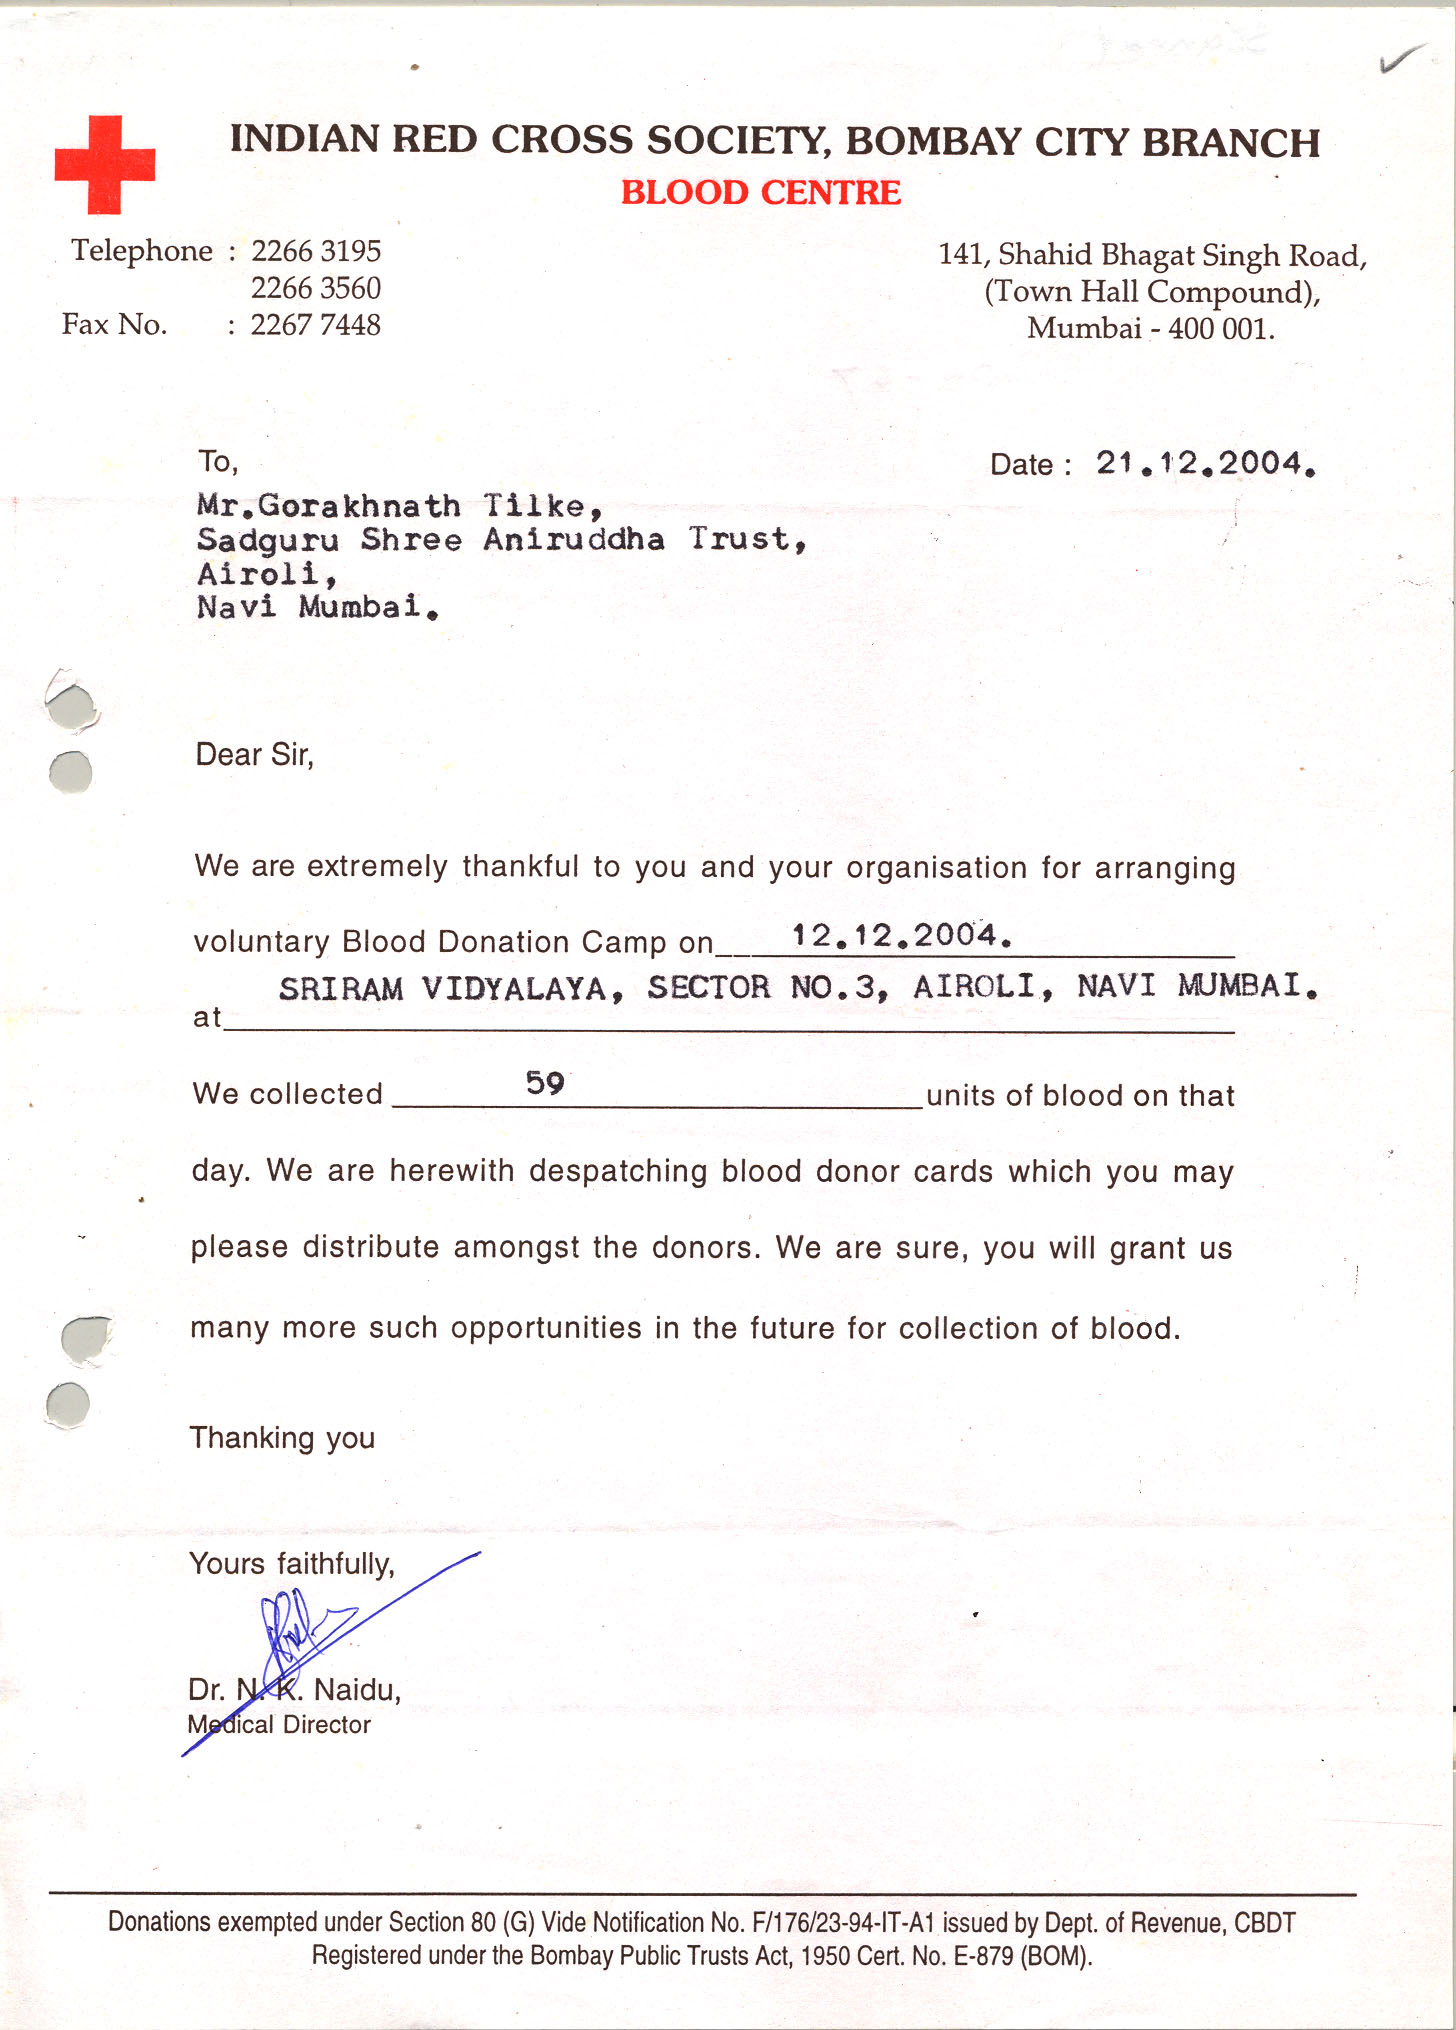 INDIAN RED CROSS SOCIETY, BOMBAY CITY BRANCH
BLOOD CENTRE
Telephone : 2266 3195
2266 3560
Fax No. : 2267 7448
141, Shahid Bhagat Singh Road,
(Town Hall Compound),
Mumbai - 400 001.
To,
Date : 21.12.2004.
Mr.Gorakhnath Tilke,
Sadguru Shree Aniruddha Trust,
Airoli,
Navi Mumbai.
Dear Sir,
We are extremely thankful to you and your organisation for arranging
voluntary Blood Donation Camp on 12.12.2004.
at SRIRAM VIDYALAYA, SECTOR NO.3, AIROLI, NAVI MUMBAI.
We collected 59 units of blood on that
day. We are herewith despatching blood donor cards which you may
please distribute amongst the donors. We are sure, you will grant us
many more such opportunities in the future for collection of blood.
Thanking you
Yours faithfully,
Dr. N. K. Naidu,
Medical Director
Donations exempted under Section 80 (G) Vide Notification No. F/176/23-94-IT-A1 issued by Dept. of Revenue, CBDT
Registered under the Bombay Public Trusts Act, 1950 Cert. No. E-879 (BOM).